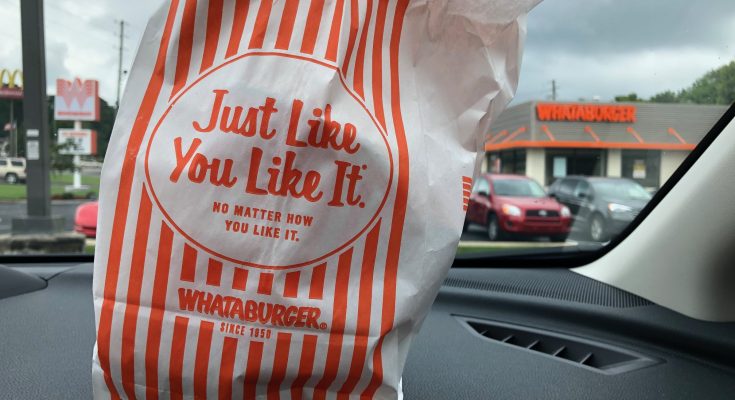 Just Like
You Like It.
NO MATTER HOW
YOU LIKE IT.
WHATABURGER®
SINCE 1950
WHATABURGER